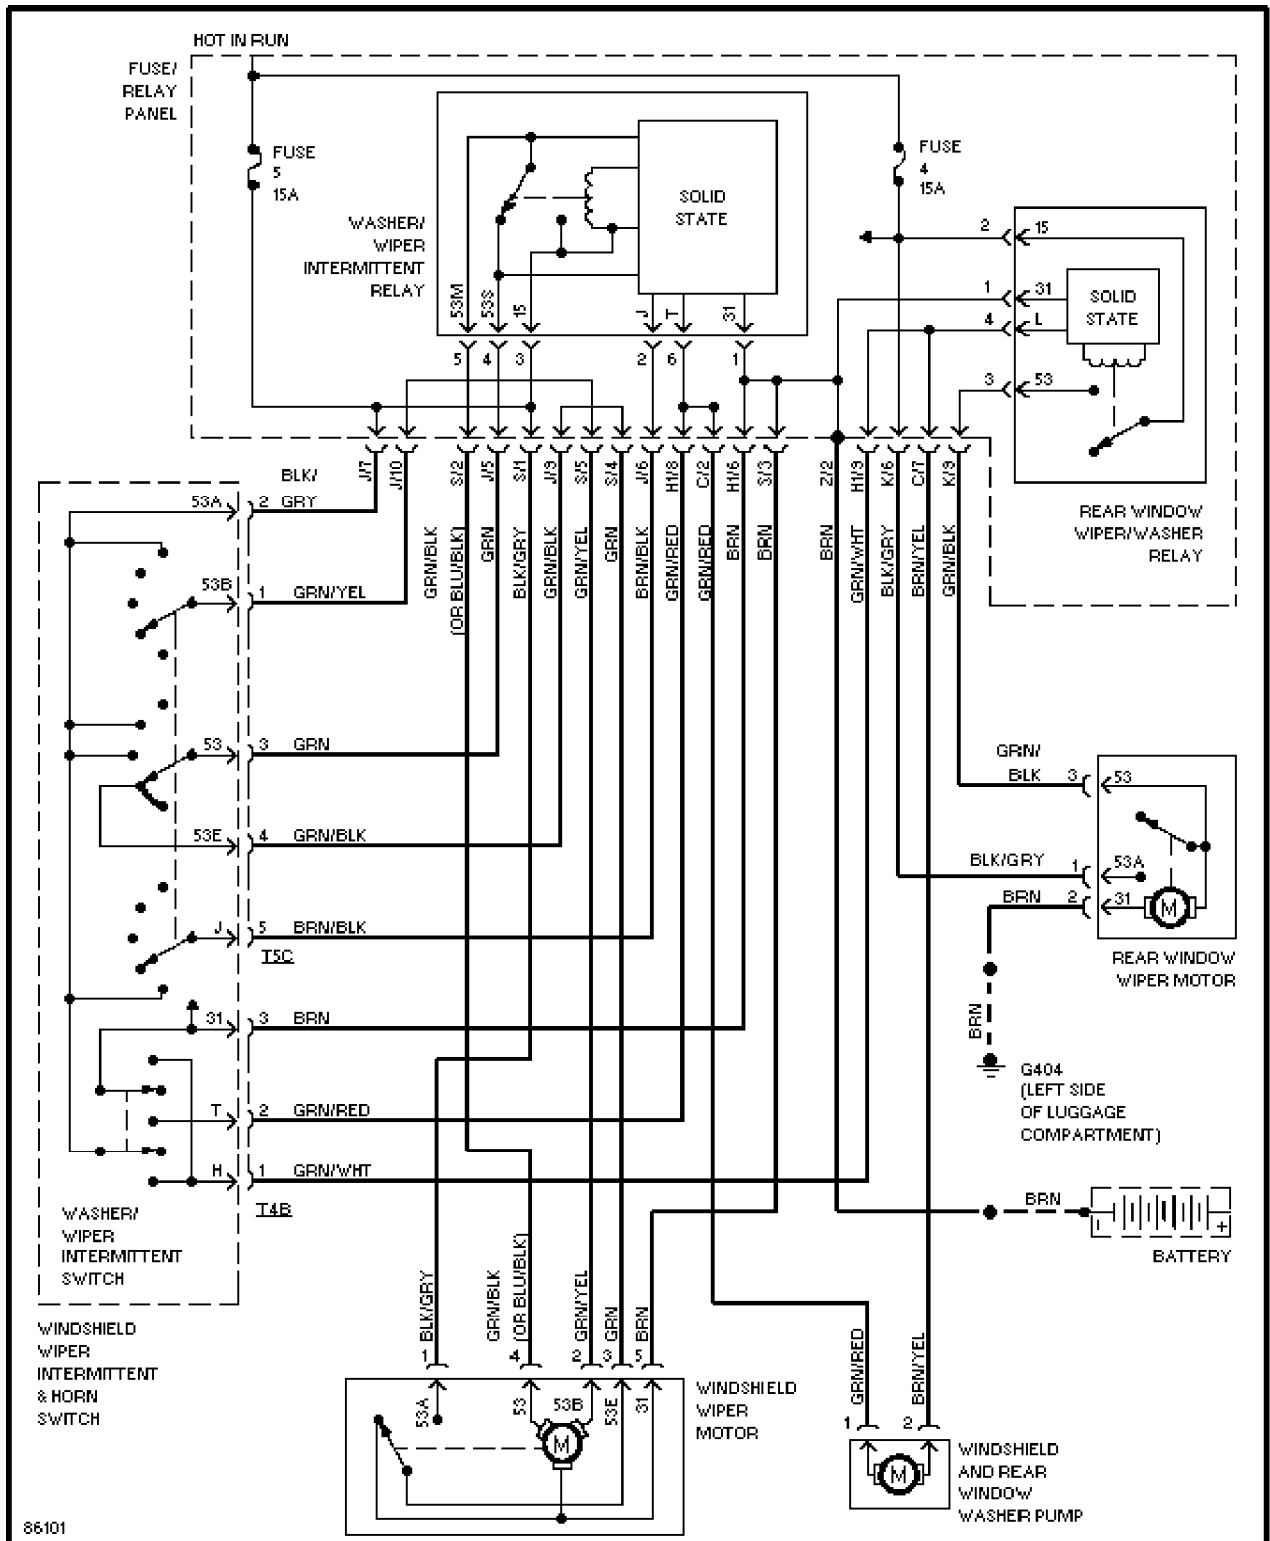 HOT IN RUN
FUSE/
RELAY
PANEL
FUSE
5
15A
WASHER/
WIPER
INTERMITTENT
RELAY
SOLID
STATE
53M
53S
15
J
T
31
5
4
3
2
6
1
FUSE
4
15A
2
15
1
31
4
L
3
53
SOLID
STATE
REAR WINDOW
WIPER/WASHER
RELAY
J/7
J/10
S/2
J/5
S/1
J/9
S/5
S/4
J/6
H1/8
C/2
H1/6
S/3
Z/2
H1/9
K/6
C/7
K/9
GRN/BLK
(OR BLU/BLK)
GRN
BLK/GRY
GRN/BLK
GRN/YEL
GRN
BRN/BLK
GRN/RED
GRN/RED
BRN
BRN
BRN
GRN/WHT
BLK/GRY
BRN/YEL
GRN/BLK
BLK/
53A 2 GRY
53B 1 GRN/YEL
53 3 GRN
53E 4 GRN/BLK
J 5 BRN/BLK
T5C
31 3 BRN
T 2 GRN/RED
H 1 GRN/WHT
T4B
WASHER/
WIPER
INTERMITTENT
SWITCH
WINDSHIELD
WIPER
INTERMITTENT
& HORN
SWITCH
GRN/
BLK 3 53
BLK/GRY 1 53A
BRN 2 31
M
REAR WINDOW
WIPER MOTOR
BRN
G404
(LEFT SIDE
OF LUGGAGE
COMPARTMENT)
BRN
- +
BATTERY
BLK/GRY
GRN/BLK
(OR BLU/BLK)
GRN/YEL
GRN
BRN
1
4
2
3
5
53A
53
53B
53E
31
M
WINDSHIELD
WIPER
MOTOR
GRN/RED
BRN/YEL
1
2
M
WINDSHIELD
AND REAR
WINDOW
WASHER PUMP
86101